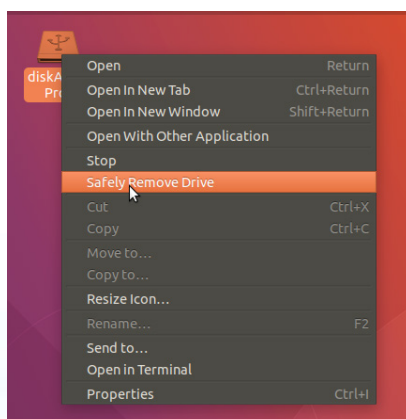 diskA
Pro
Open Return
Open In New Tab Ctrl+Return
Open In New Window Shift+Return
Open With Other Application
Stop
Safely Remove Drive
Cut Ctrl+X
Copy Ctrl+C
Move to...
Copy to...
Resize Icon...
Rename... F2
Send to...
Open in Terminal
Properties Ctrl+I